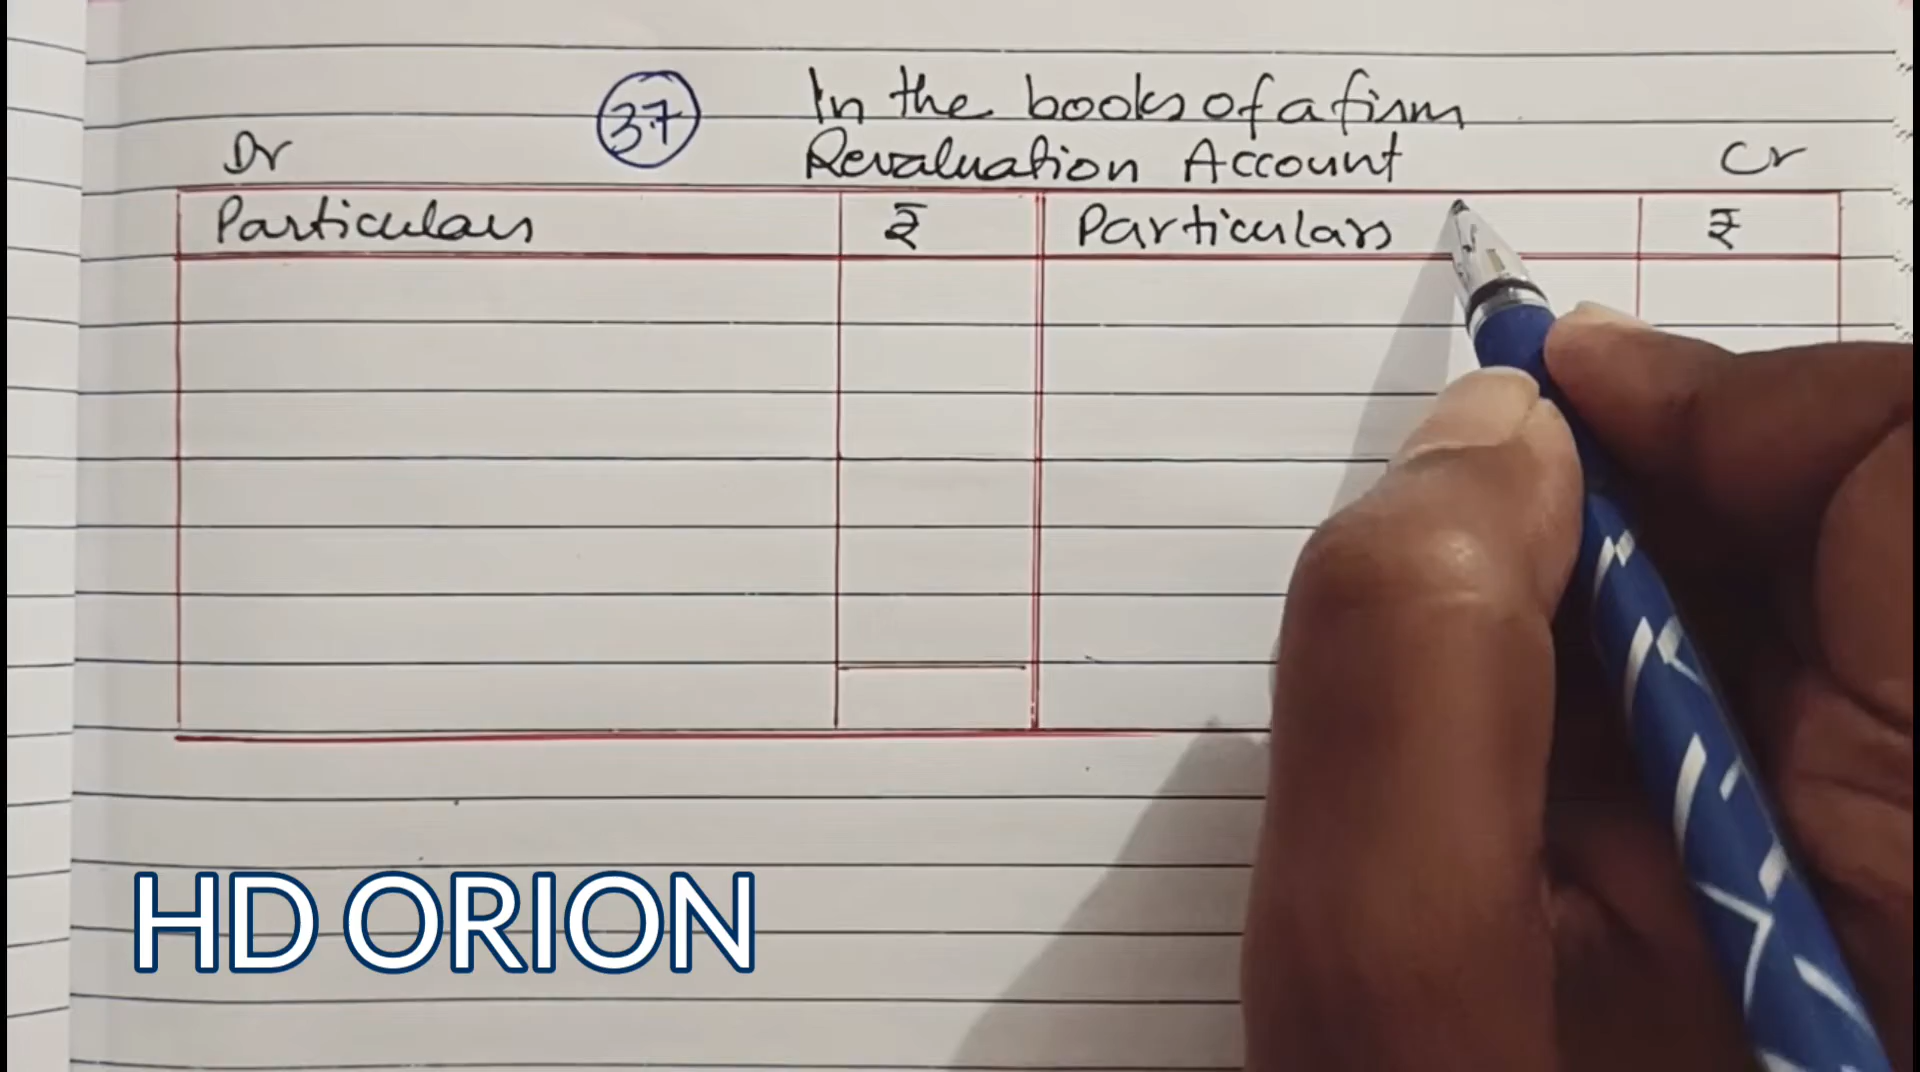 37 In the books of a firm
Dr Revaluation Account Cr
Particulars ₹ Particulars ₹
HD ORION